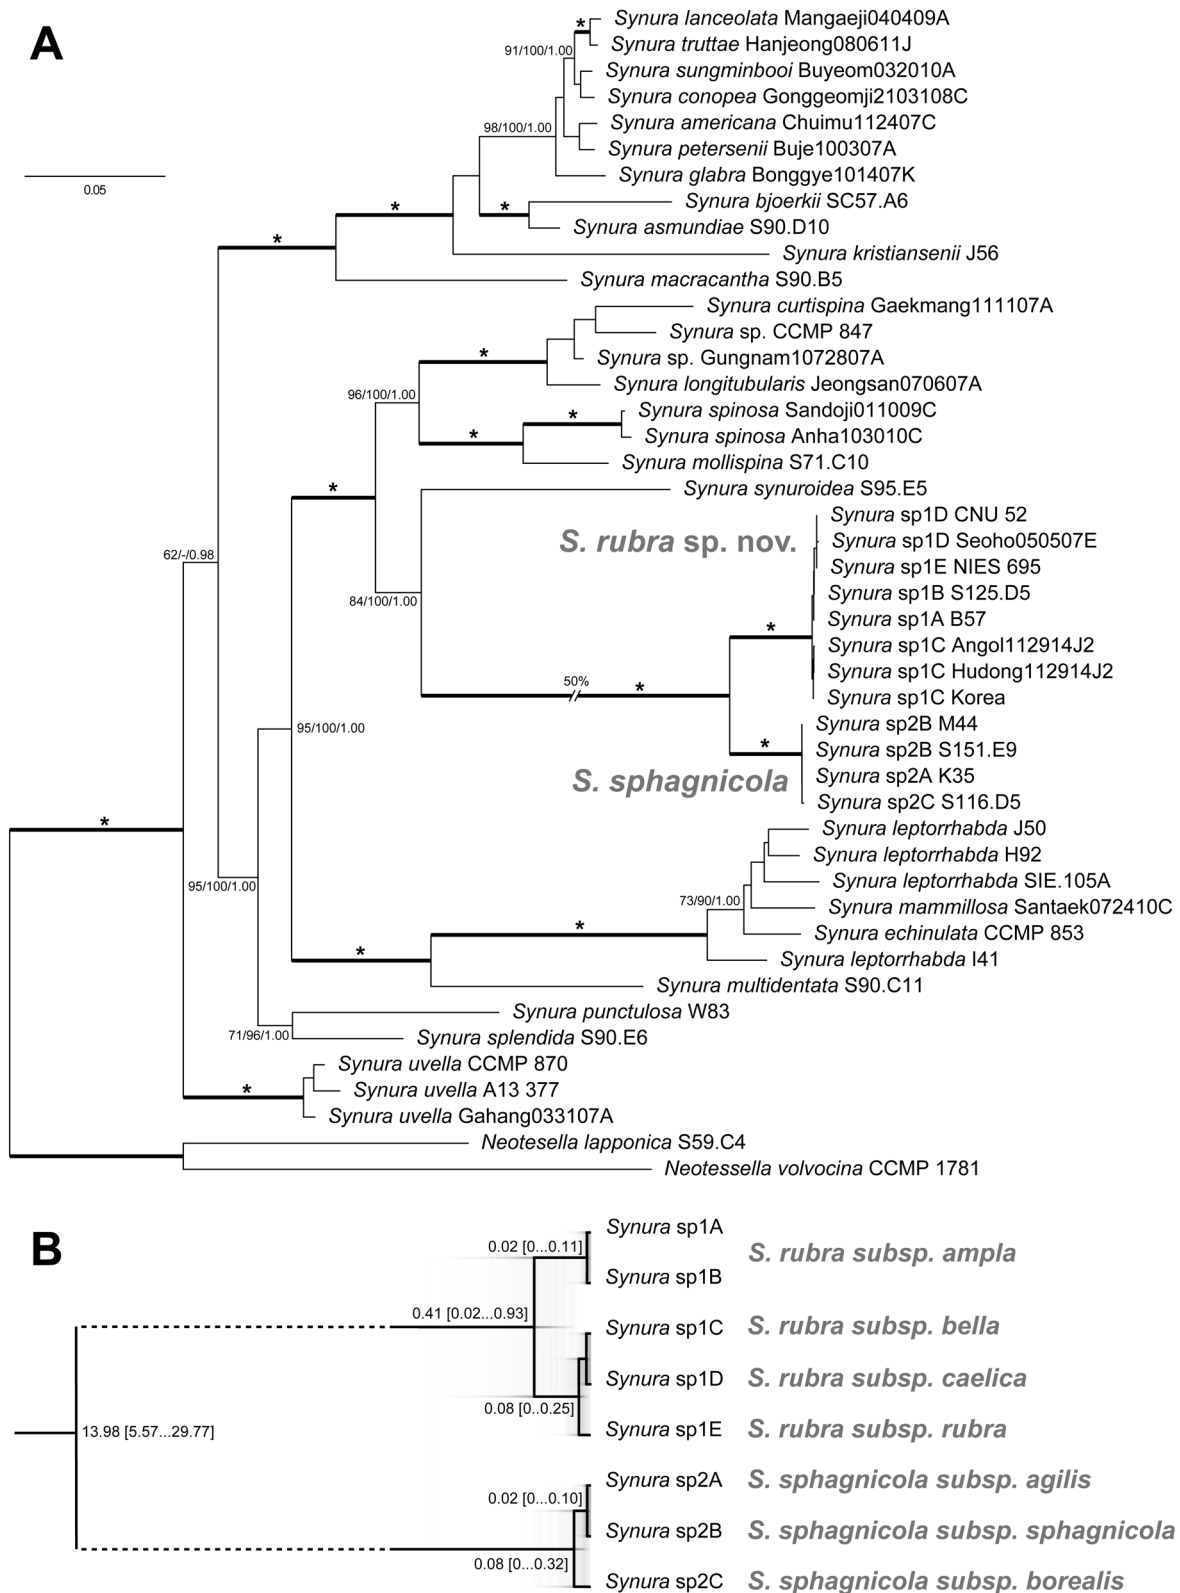 A
Synura lanceolata Mangaeji040409A
*
Synura truttae Hanjeong080611J
91/100/1.00
Synura sungminbooi Buyeom032010A
Synura conopea Gonggeomji2103108C
Synura americana Chuimu112407C
98/100/1.00
Synura petersenii Buje100307A
Synura glabra Bonggye101407K
0.05
Synura bjoerkii SC57.A6
*
*
Synura asmundiae S90.D10
*
Synura kristiansenii J56
Synura macracantha S90.B5
Synura curtispina Gaekmang111107A
Synura sp. CCMP 847
*
Synura sp. Gungnam1072807A
Synura longitubularis Jeongsan070607A
96/100/1.00
Synura spinosa Sandoji011009C
*
Synura spinosa Anha103010C
*
Synura mollispina S71.C10
*
Synura synuroidea S95.E5
Synura sp1D CNU 52
S. rubra sp. nov.
Synura sp1D Seoho050507E
62/-/0.98
Synura sp1E NIES 695
Synura sp1B S125.D5
84/100/1.00
Synura sp1A B57
*
Synura sp1C Angol112914J2
Synura sp1C Hudong112914J2
50%
*
Synura sp1C Korea
95/100/1.00
Synura sp2B M44
*
Synura sp2B S151.E9
S. sphagnicola
Synura sp2A K35
Synura sp2C S116.D5
*
Synura leptorrhabda J50
Synura leptorrhabda H92
95/100/1.00
Synura leptorrhabda SIE.105A
73/90/1.00
Synura mammillosa Santaek072410C
*
Synura echinulata CCMP 853
*
Synura leptorrhabda I41
Synura multidentata S90.C11
Synura punctulosa W83
71/96/1.00
Synura splendida S90.E6
Synura uvella CCMP 870
*
Synura uvella A13 377
Synura uvella Gahang033107A
Neotesella lapponica S59.C4
Neotessella volvocina CCMP 1781
B
Synura sp1A
0.02 [0...0.11]
S. rubra subsp. ampla
Synura sp1B
0.41 [0.02...0.93]
Synura sp1C
S. rubra subsp. bella
Synura sp1D
S. rubra subsp. caelica
0.08 [0..0.25]
Synura sp1E
S. rubra subsp. rubra
13.98 [5.57...29.77]
Synura sp2A
S. sphagnicola subsp. agilis
0.02 [0...0.10]
Synura sp2B
S. sphagnicola subsp. sphagnicola
0.08 [0...0.32]
Synura sp2C
S. sphagnicola subsp. borealis